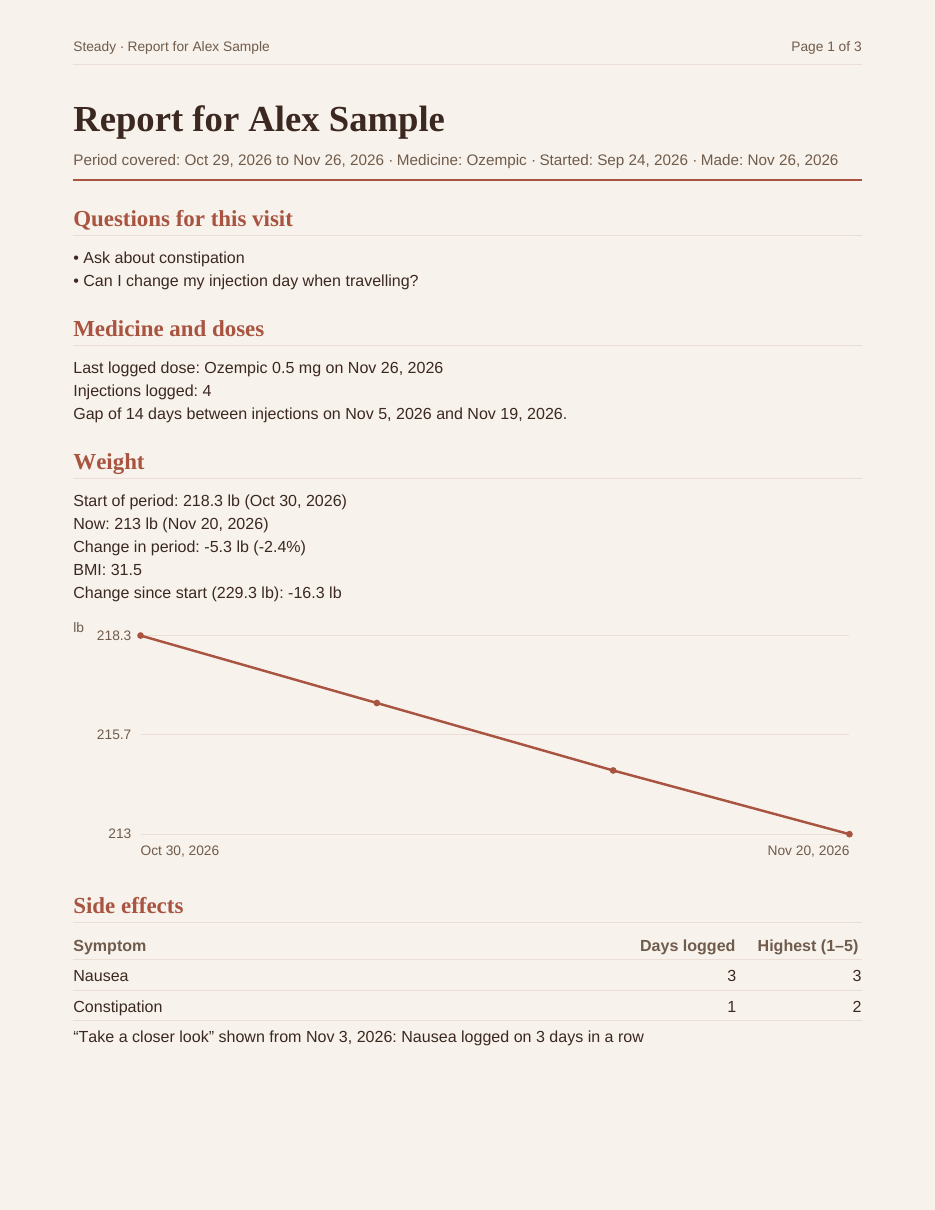 Steady · Report for Alex Sample
Page 1 of 3
Report for Alex Sample
Period covered: Oct 29, 2026 to Nov 26, 2026 · Medicine: Ozempic · Started: Sep 24, 2026 · Made: Nov 26, 2026
Questions for this visit
• Ask about constipation
• Can I change my injection day when travelling?
Medicine and doses
Last logged dose: Ozempic 0.5 mg on Nov 26, 2026
Injections logged: 4
Gap of 14 days between injections on Nov 5, 2026 and Nov 19, 2026.
Weight
Start of period: 218.3 lb (Oct 30, 2026)
Now: 213 lb (Nov 20, 2026)
Change in period: -5.3 lb (-2.4%)
BMI: 31.5
Change since start (229.3 lb): -16.3 lb
lb
218.3
215.7
213
Oct 30, 2026
Nov 20, 2026
Side effects
Symptom Days logged Highest (1–5)
Nausea 3 3
Constipation 1 2
“Take a closer look” shown from Nov 3, 2026: Nausea logged on 3 days in a row